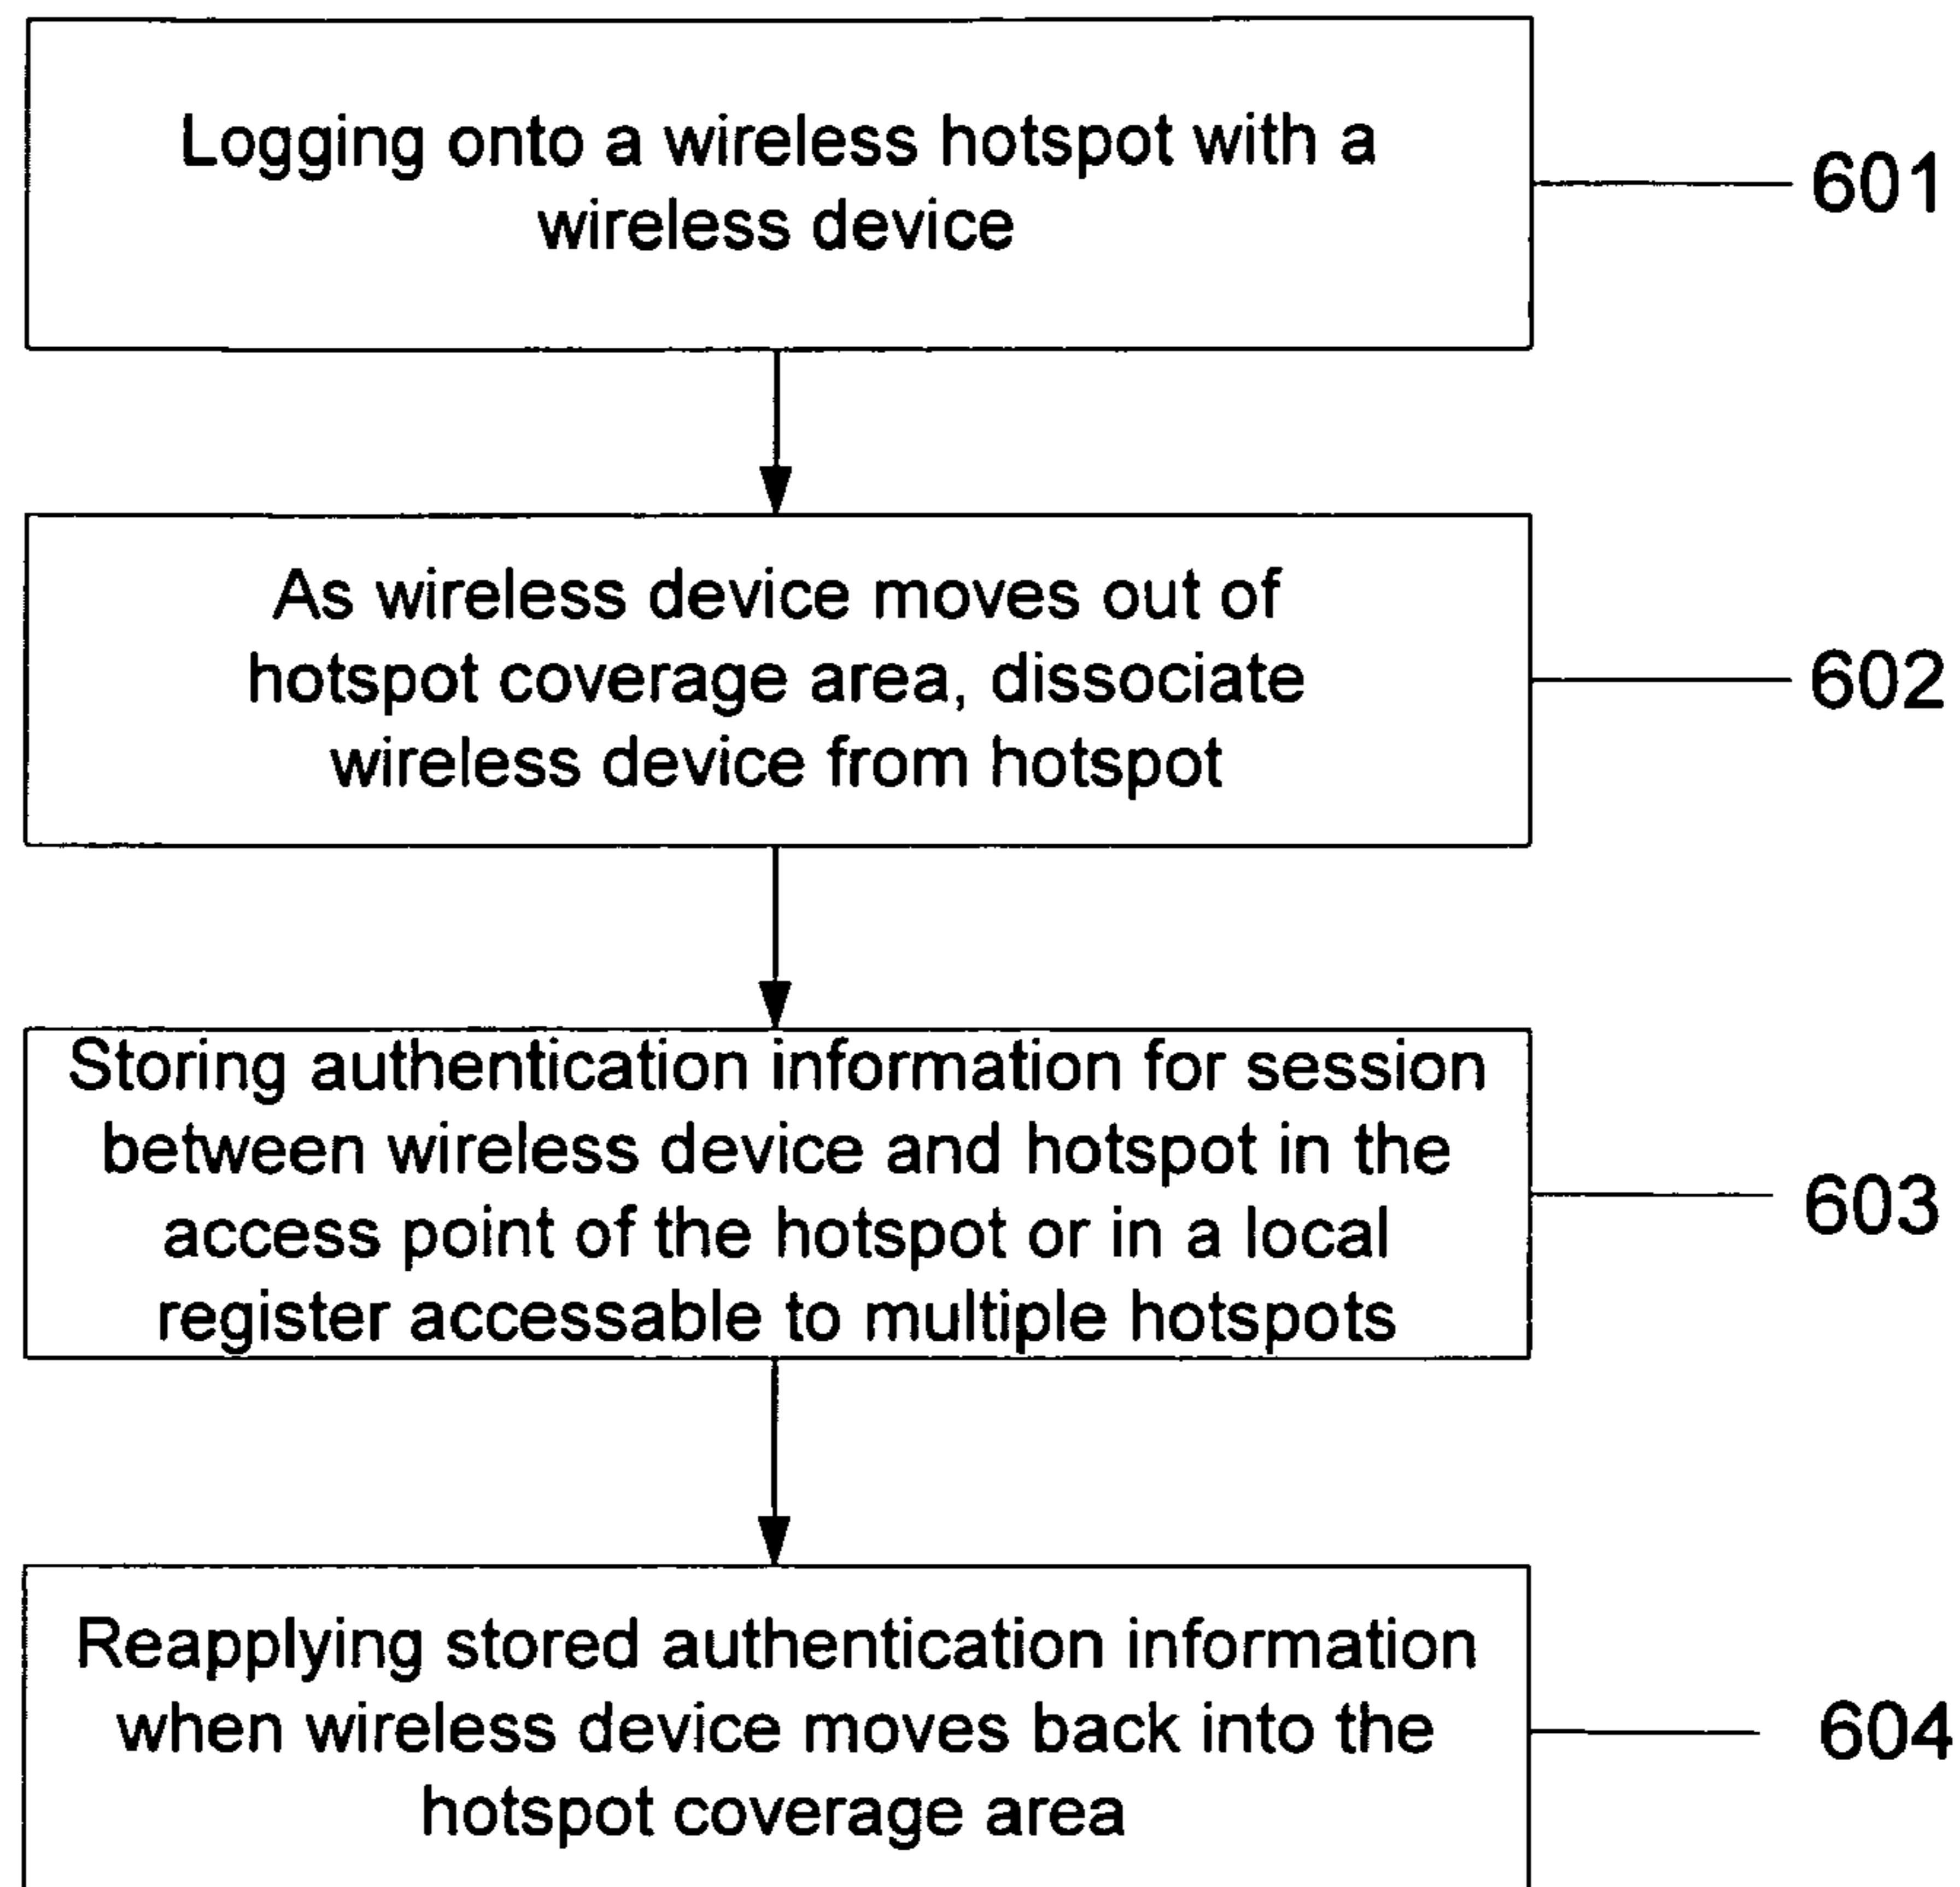 Logging onto a wireless hotspot with a
wireless device
601
As wireless device moves out of
hotspot coverage area, dissociate
wireless device from hotspot
602
Storing authentication information for session
between wireless device and hotspot in the
access point of the hotspot or in a local
register accessable to multiple hotspots
603
Reapplying stored authentication information
when wireless device moves back into the
hotspot coverage area
604